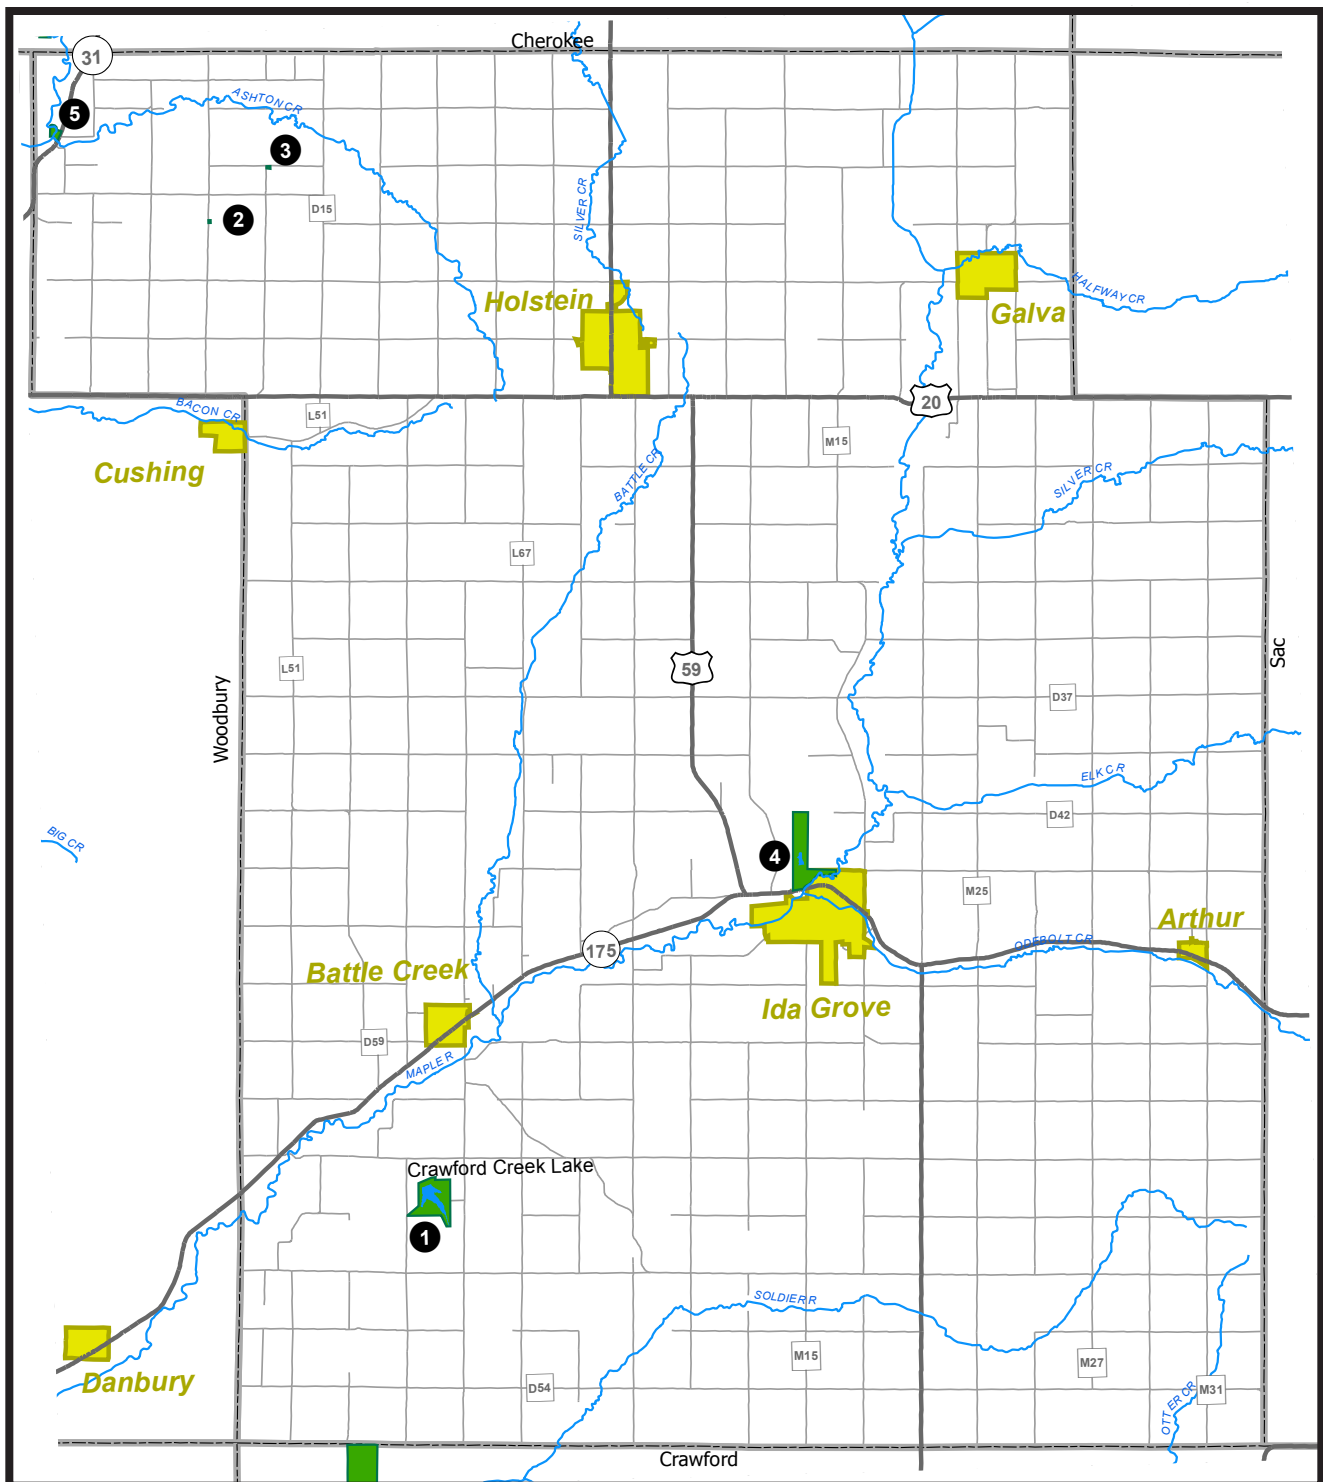 Cherokee
31
5
ASHTON CR
3
SILVER CR
D15
2
HALFWAY CR
Holstein
Galva
20
BACON CR
L51
M15
Cushing
BATTLE CR
SILVER CR
L67
59
L51
Sac
D37
Woodbury
ELK CR
D42
BIG CR
4
M25
Arthur
ODEBOLT CR
175
Battle Creek
Ida Grove
D59
MAPLE R
Crawford Creek Lake
1
SOLDIER R
M15
M27
Danbury
D54
M31
OTTER CR
Crawford